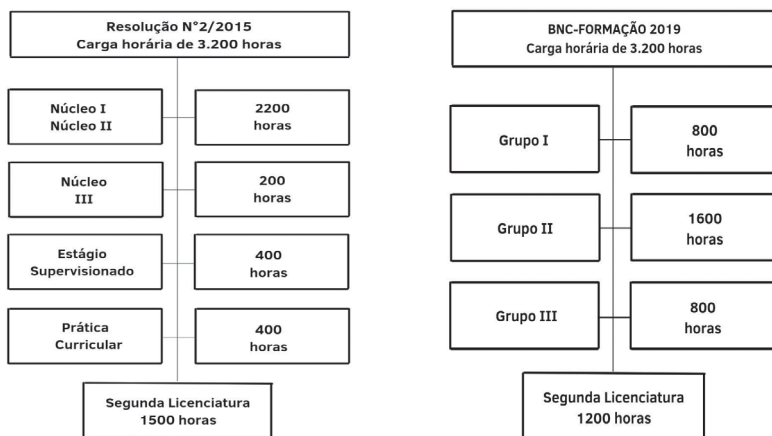 Resolução N°2/2015
Carga horária de 3.200 horas
Núcleo I
Núcleo II
2200
horas
Núcleo
III
200
horas
Estágio
Supervisionado
400
horas
Prática
Curricular
400
horas
Segunda Licenciatura
1500 horas
BNC-FORMAÇÃO 2019
Carga horária de 3.200 horas
Grupo I
800
horas
Grupo II
1600
horas
Grupo III
800
horas
Segunda Licenciatura
1200 horas